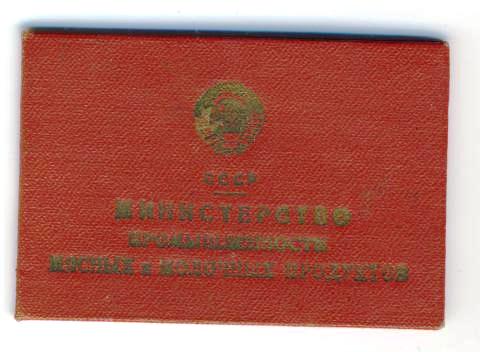 СССР
МИНИСТЕРСТВО
ПРОМЫШЛЕННОСТИ
МЯСНЫХ и МОЛОЧНЫХ ПРОДУКТОВ